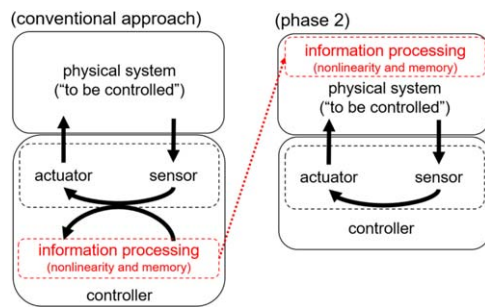 (conventional approach)
physical system
("to be controlled")
actuator
sensor
information processing
(nonlinearity and memory)
controller
(phase 2)
information processing
(nonlinearity and memory)
physical system
("to be controlled")
actuator
sensor
controller